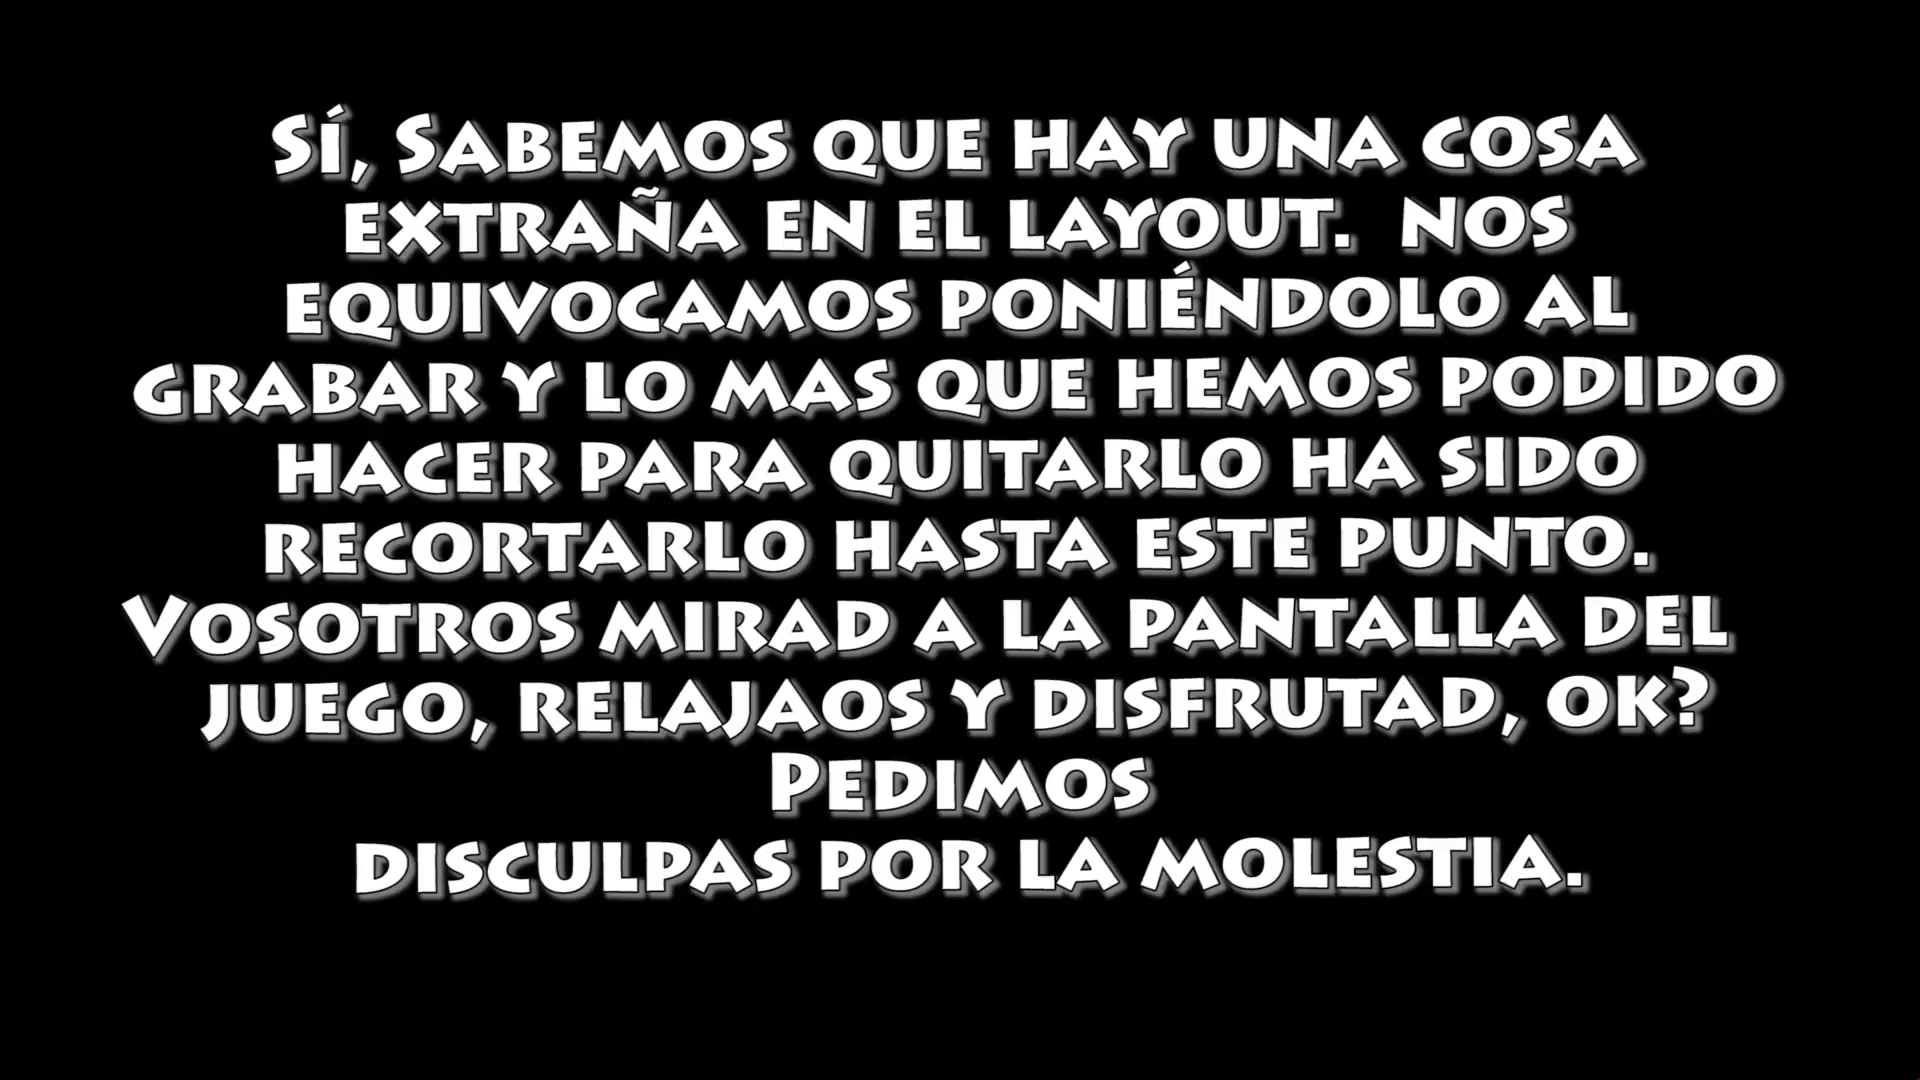 Sí, Sabemos que hay una cosa
extraña en el layout. nos
equivocamos poniéndolo al
grabar y lo mas que hemos podido
hacer para quitarlo ha sido
recortarlo hasta este punto.
Vosotros mirad a la pantalla del
juego, relajaos y disfrutad, ok?
Pedimos
disculpas por la molestia.